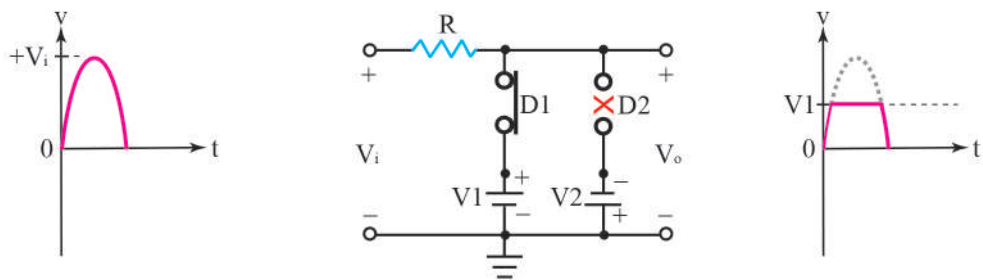 v
+Vᵢ
0
t
R
+
+
D1
D2
Vᵢ
Vₒ
+
−
V1
V2
−
+
−
−
v
V1
0
t